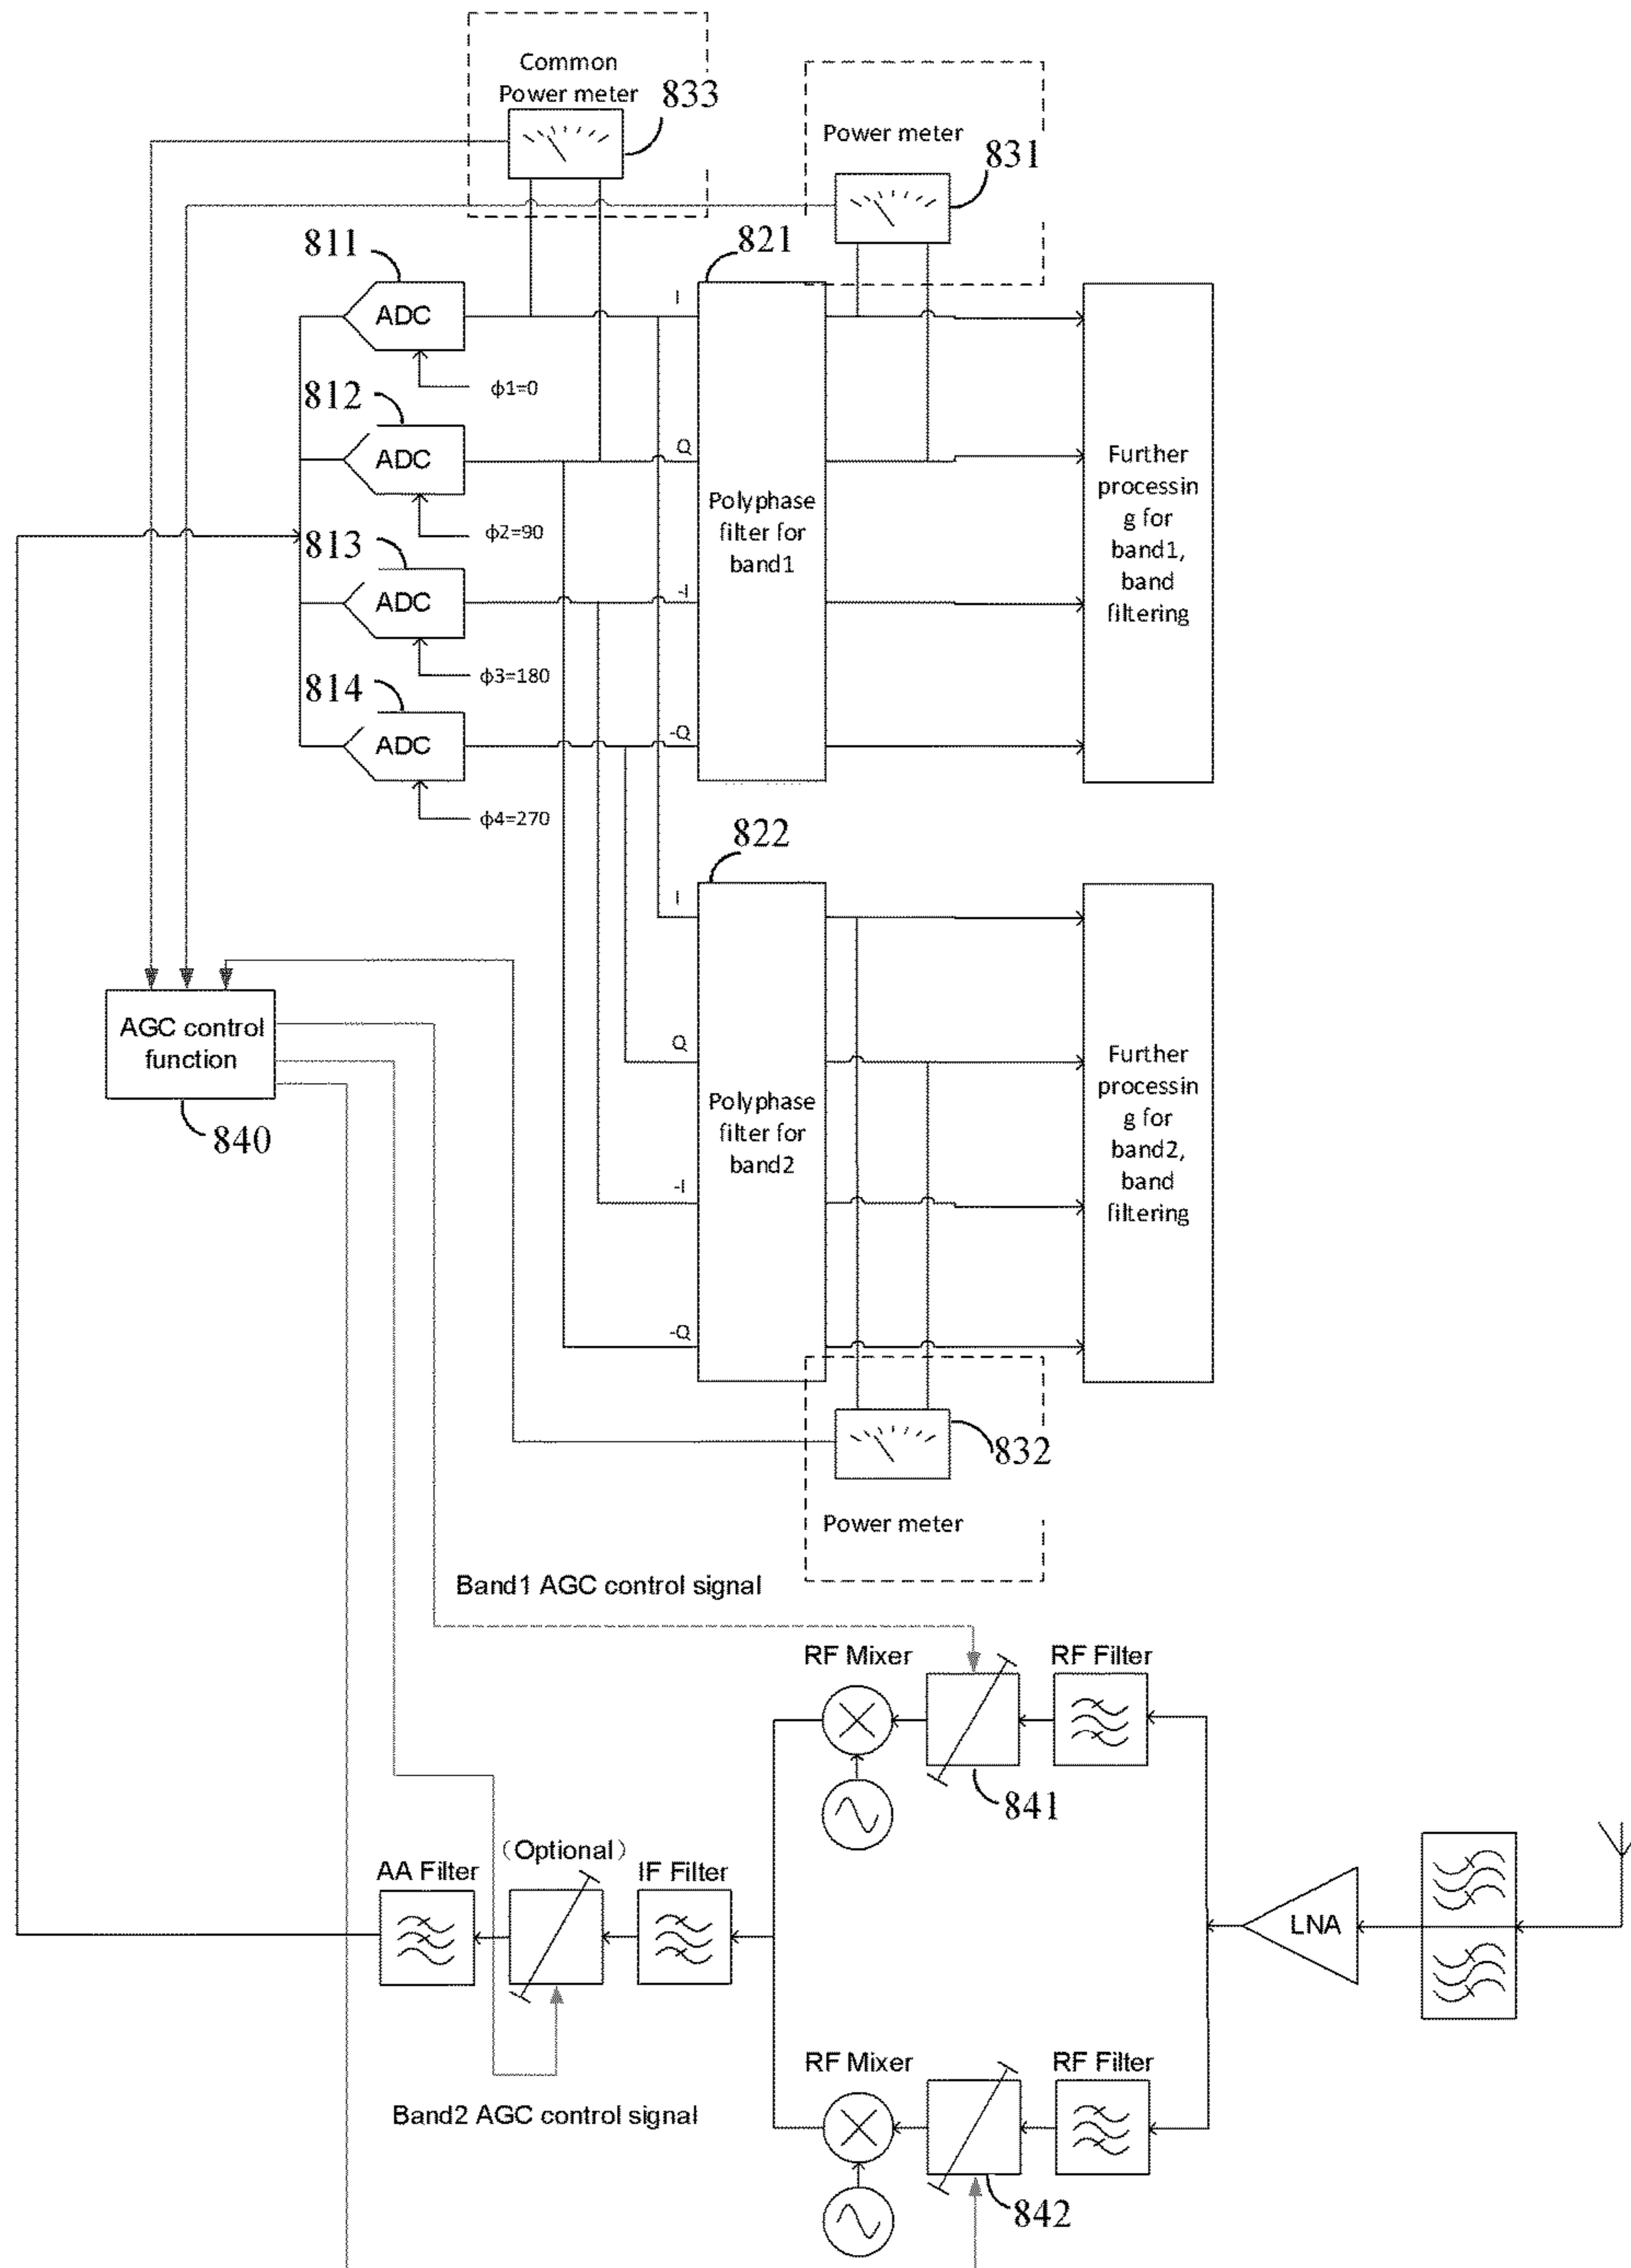 Common
Power meter
833
Power meter
831
811
821
ADC
I
φ1=0
812
ADC
Q
φ2=90
813
ADC
-I
φ3=180
814
ADC
-Q
φ4=270
Polyphase
filter for
band1
Further
processin
g for
band1,
band
filtering
822
I
Q
-I
-Q
Polyphase
filter for
band2
Further
processin
g for
band2,
band
filtering
AGC control
function
840
832
Power meter
Band1 AGC control signal
RF Mixer
RF Filter
841
(Optional)
AA Filter
IF Filter
LNA
RF Mixer
RF Filter
Band2 AGC control signal
842